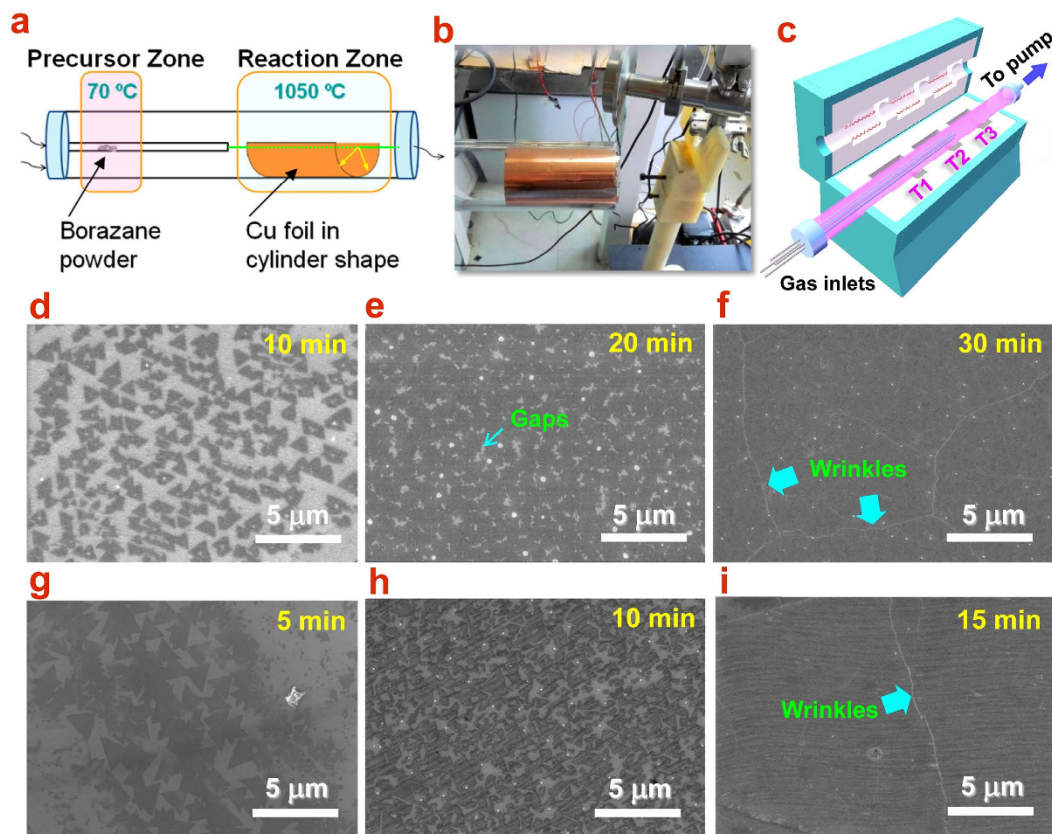 a
Precursor Zone
Reaction Zone
70 ºC
1050 ºC
Borazane
powder
Cu foil in
cylinder shape
b
c
To pump
T1
T2
T3
Gas inlets
d
10 min
5 μm
e
20 min
Gaps
5 μm
f
30 min
Wrinkles
5 μm
g
5 min
5 μm
h
10 min
5 μm
i
15 min
Wrinkles
5 μm